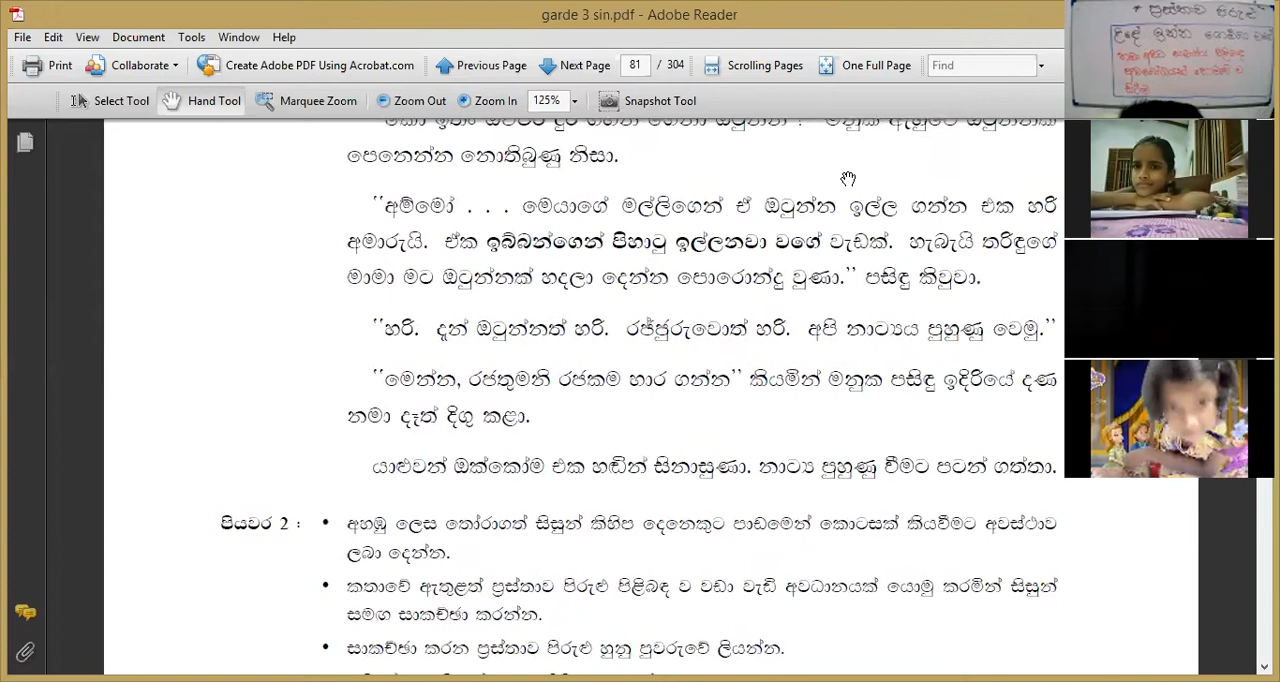 garde 3 sin.pdf - Adobe Reader
File Edit View Document Tools Window Help
Print Collaborate Create Adobe PDF Using Acrobat.com Previous Page Next Page 81 / 304 Scrolling Pages One Full Page Find
Select Tool Hand Tool Marquee Zoom Zoom Out Zoom In 125% Snapshot Tool
පෙනෙන්න නොතිබුණු නිසා.
‘‘අම්මෝ . . . මෙයාගේ මල්ලිගෙන් ඒ ඔටුන්න ඉල්ල ගන්න එක හරි
අමාරුයි. ඒක ඉබ්බන්ගෙන් පිහාටු ඉල්ලනවා වගේ වැඩක්. හැබැයි තරිඳුගේ
මාමා මට ඔටුන්නක් හදලා දෙන්න පොරොන්දු වුණා.’’ පසිඳු කිවුවා.
‘‘හරි. දැන් ඔටුන්නත් හරි. රජ්ජුරුවොත් හරි. අපි නාට්‍යය පුහුණු වෙමු.’’
‘‘මෙන්න, රජතුමනි රජකම භාර ගන්න’’ කියමින් මනුක පසිඳු ඉදිරියේ දණ
නමා දෑත් දිගු කළා.
යාළුවන් ඔක්කෝම එක හඬින් සිනාසුණා. නාට්‍ය පුහුණු වීමට පටන් ගත්තා.
පියවර 2 : • අහඹු ලෙස තෝරාගත් සිසුන් කිහිප දෙනෙකුට පාඩමෙන් කොටසක් කියවීමට අවස්ථාව
ලබා දෙන්න.
• කතාවේ ඇතුළත් ප්‍රස්තාව පිරුළු පිළිබඳ ව වඩා වැඩි අවධානයක් යොමු කරමින් සිසුන්
සමඟ සාකච්ඡා කරන්න.
• සාකච්ඡා කරන ප්‍රස්තාව පිරුළු හුනු පුවරුවේ ලියන්න.